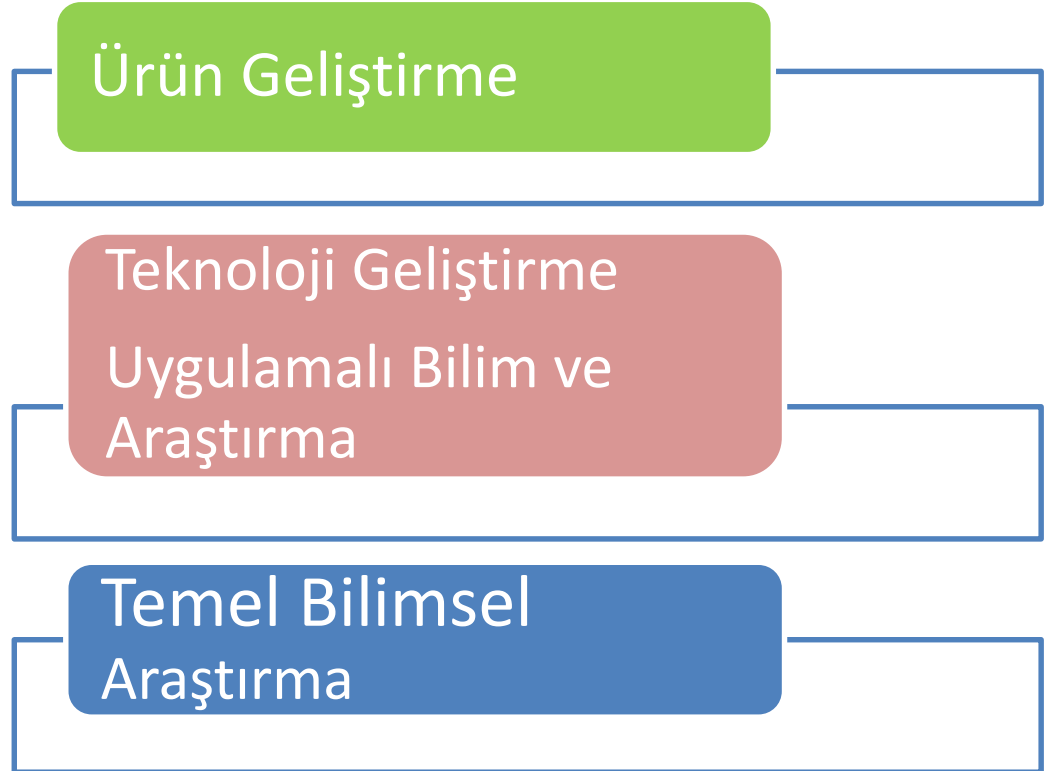 Ürün Geliştirme
Teknoloji Geliştirme
Uygulamalı Bilim ve
Araştırma
Temel Bilimsel
Araştırma